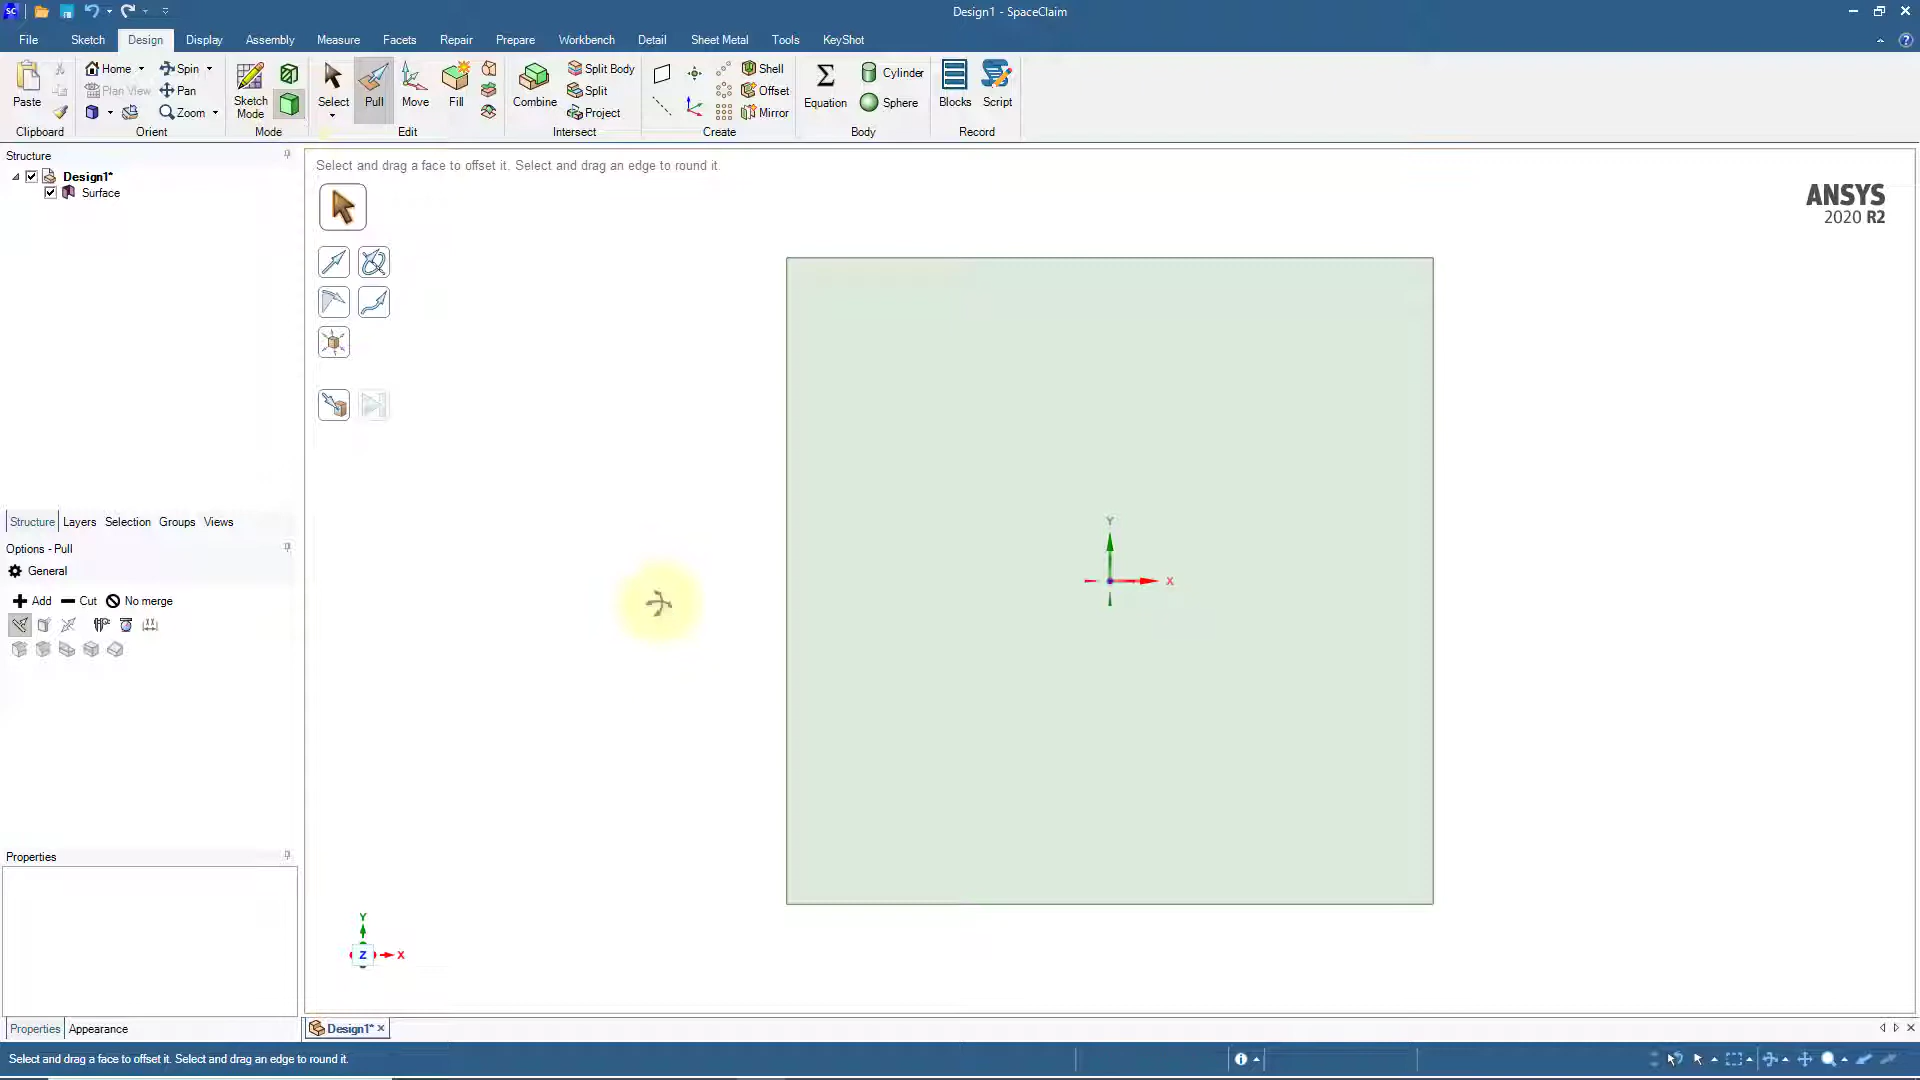 SC
Design1 - SpaceClaim
File Sketch Design Display Assembly Measure Facets Repair Prepare Workbench Detail Sheet Metal Tools KeyShot
Paste
Clipboard
Home Spin
Plan View Pan
Zoom
Orient
Sketch Mode
Mode
Select Pull Move Fill
Edit
Combine
Split Body
Split
Project
Intersect
Shell
Offset
Mirror
Create
Equation
Cylinder
Sphere
Body
Blocks Script
Record
Structure
Design1*
Surface
Select and drag a face to offset it. Select and drag an edge to round it.
ANSYS
2020 R2
Y
X
Structure Layers Selection Groups Views
Options - Pull
General
Add Cut No merge
Properties
Y
Z X
Properties Appearance
Design1*
Select and drag a face to offset it. Select and drag an edge to round it.